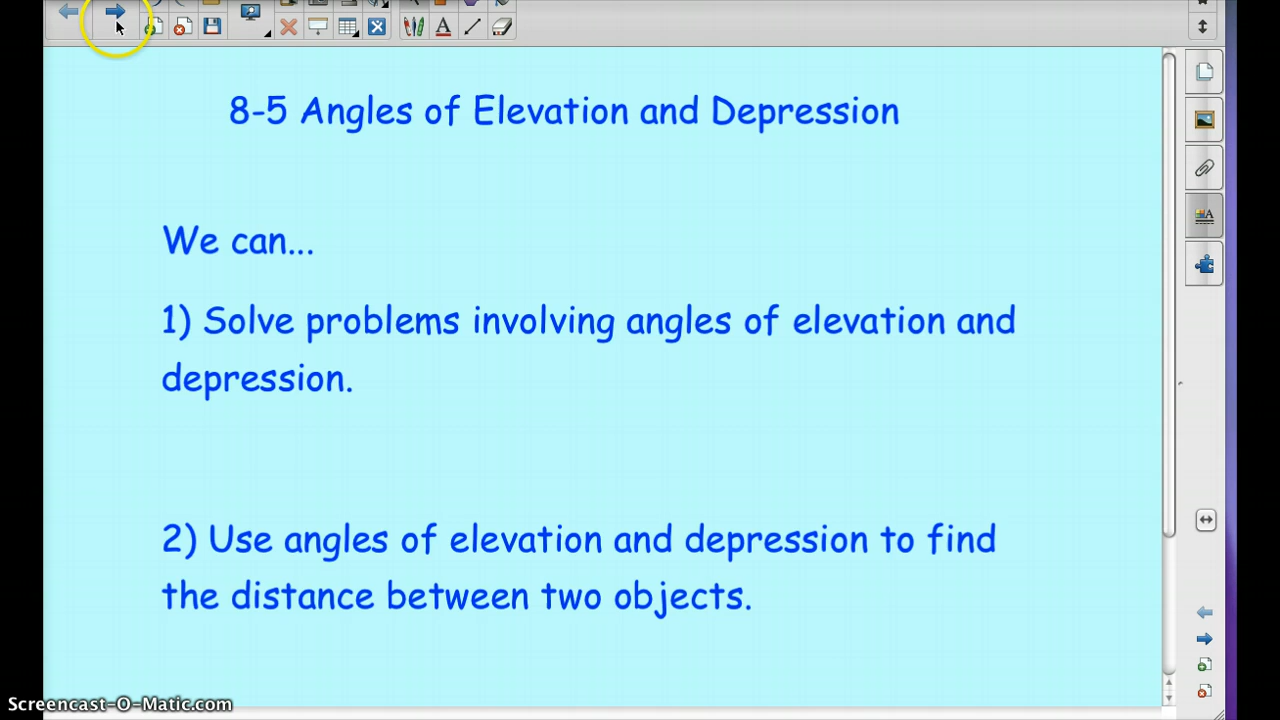 8-5 Angles of Elevation and Depression
We can...
1) Solve problems involving angles of elevation and
depression.
2) Use angles of elevation and depression to find
the distance between two objects.
Screencast-O-Matic.com